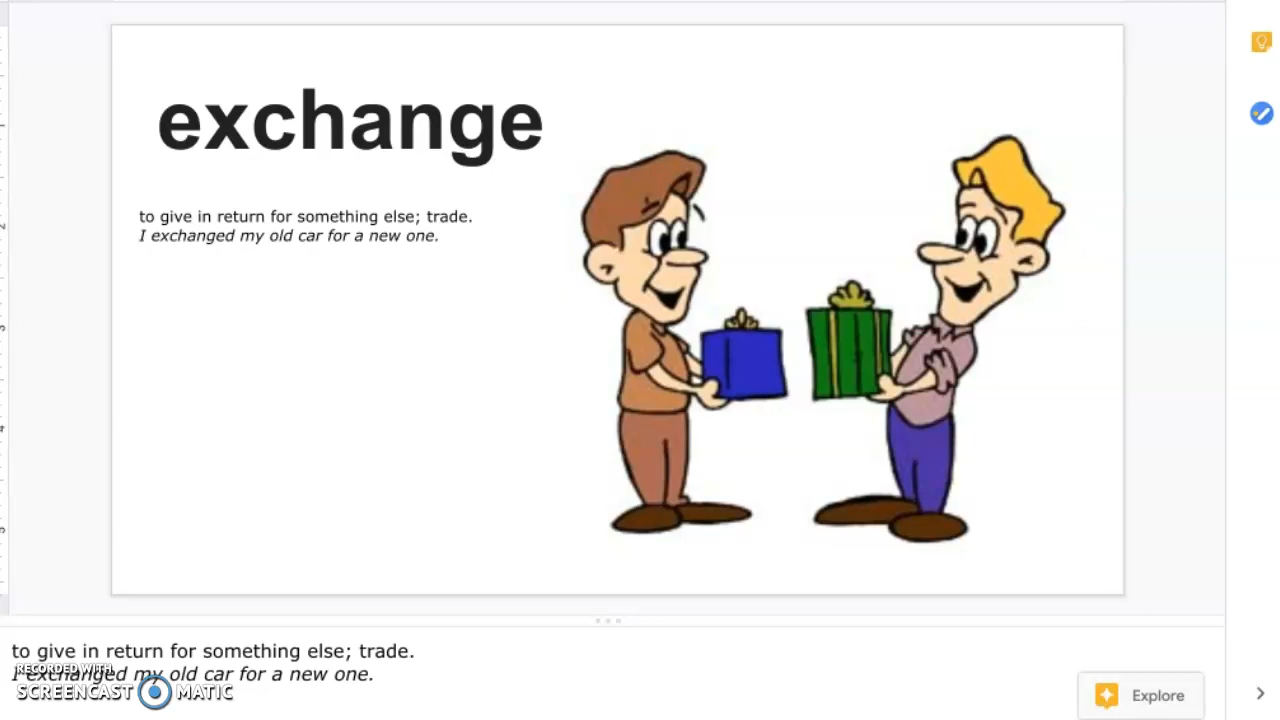 exchange
to give in return for something else; trade.
I exchanged my old car for a new one.
to give in return for something else; trade.
I exchanged my old car for a new one.
RECORDED WITH
SCREENCAST MATIC
Explore